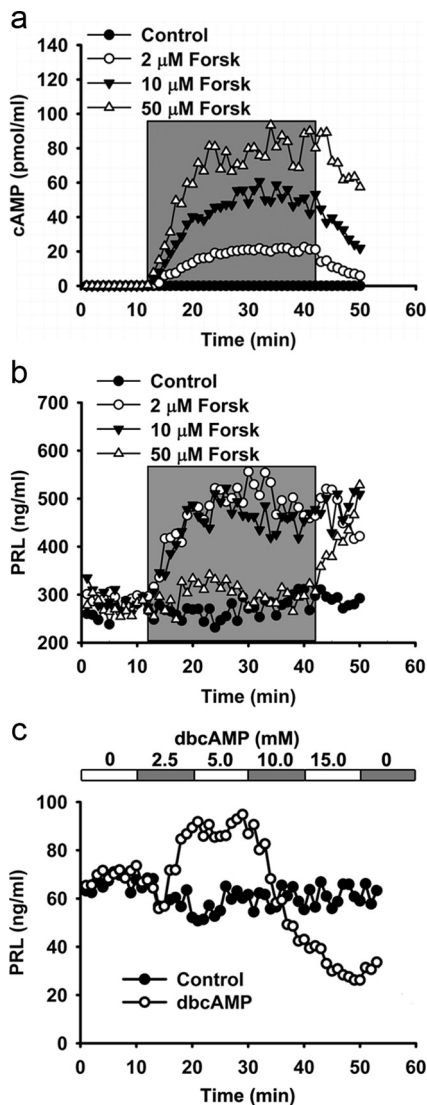 a
Control
2 μM Forsk
10 μM Forsk
50 μM Forsk
cAMP (pmol/ml)
140
120
100
80
60
40
20
0
0 10 20 30 40 50 60
Time (min)
b
Control
2 μM Forsk
10 μM Forsk
50 μM Forsk
PRL (ng/ml)
700
600
500
400
300
200
0 10 20 30 40 50 60
Time (min)
c
dbcAMP (mM)
0 2.5 5.0 10.0 15.0 0
PRL (ng/ml)
100
80
60
40
20
0
Control
dbcAMP
0 10 20 30 40 50 60
Time (min)